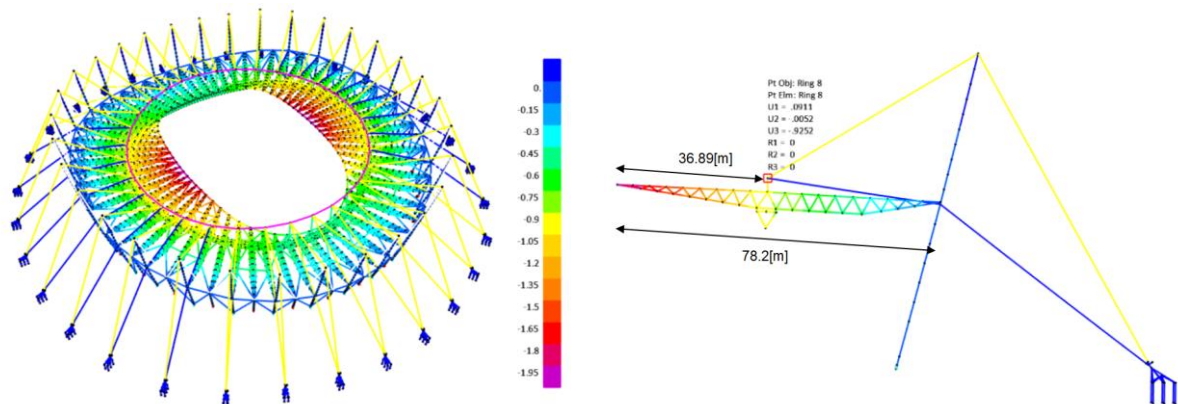 0.
-0.15
-0.3
-0.45
-0.6
-0.75
-0.9
-1.05
-1.2
-1.35
-1.5
-1.65
-1.8
-1.95
Pt Obj: Ring 8
Pt Elm: Ring 8
U1 = .0911
U2 = -.0052
U3 = -.9252
R1 = 0
R2 = 0
R3 = 0
36.89[m]
78.2[m]